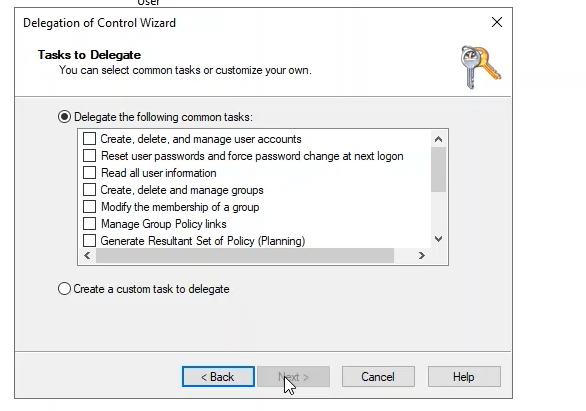 User
Delegation of Control Wizard
Tasks to Delegate
You can select common tasks or customize your own.
Delegate the following common tasks:
Create, delete, and manage user accounts
Reset user passwords and force password change at next logon
Read all user information
Create, delete and manage groups
Modify the membership of a group
Manage Group Policy links
Generate Resultant Set of Policy (Planning)
Create a custom task to delegate
< Back Next > Cancel Help